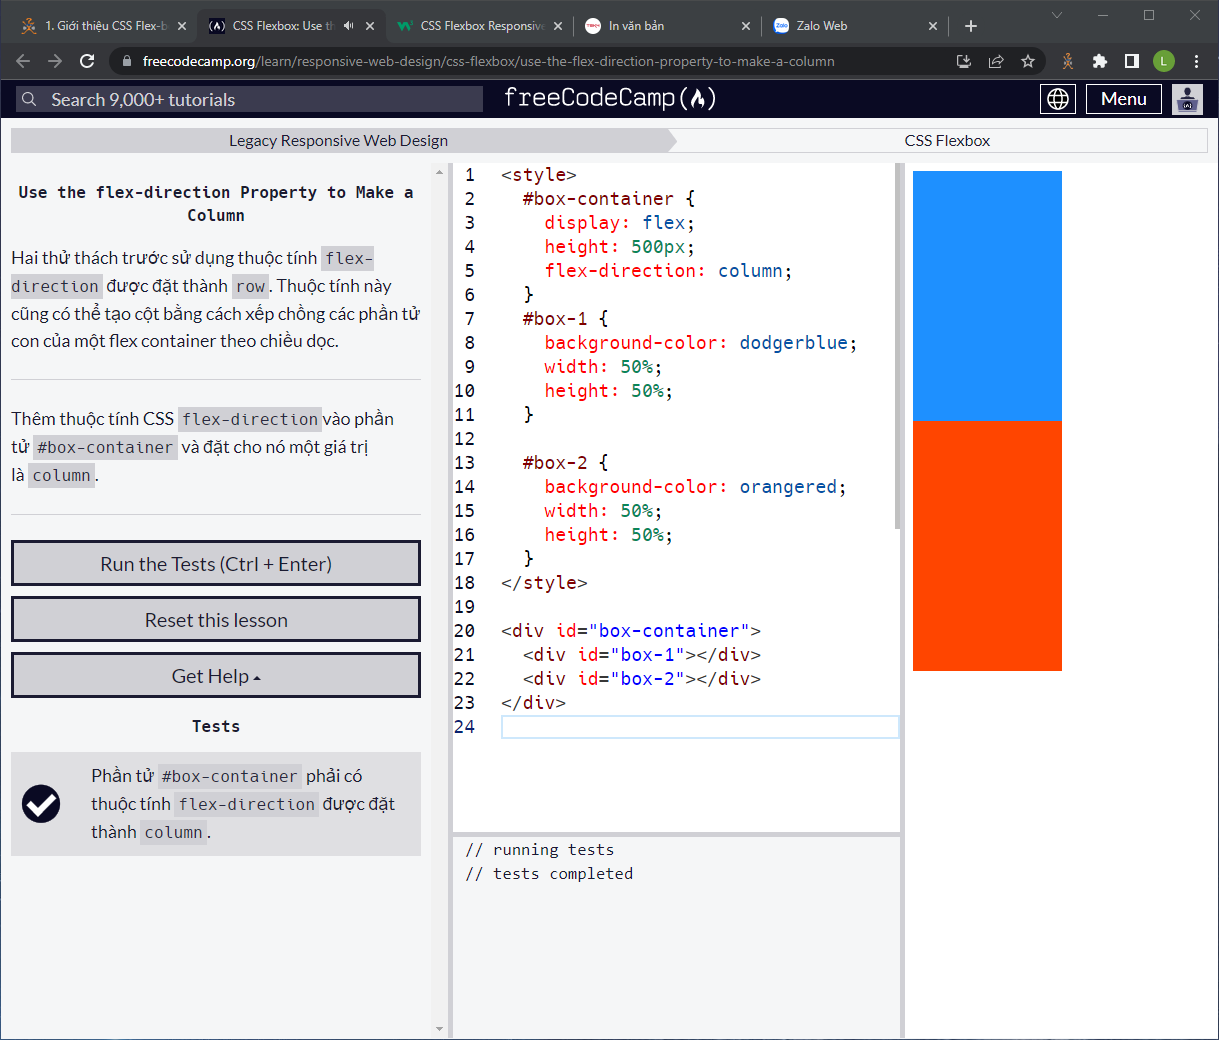 1. Giới thiệu CSS Flex-b
CSS Flexbox: Use th
CSS Flexbox Responsive
TBKH
In văn bản
Zalo
Zalo Web
freecodecamp.org/learn/responsive-web-design/css-flexbox/use-the-flex-direction-property-to-make-a-column
L
Search 9,000+ tutorials
freeCodeCamp
Menu
Legacy Responsive Web Design
CSS Flexbox
Use the flex-direction Property to Make a
Column
Hai thử thách trước sử dụng thuộc tính flex-
direction được đặt thành row. Thuộc tính này
cũng có thể tạo cột bằng cách xếp chồng các phần tử
con của một flex container theo chiều dọc.
Thêm thuộc tính CSS flex-direction vào phần
tử #box-container và đặt cho nó một giá trị
là column.
Run the Tests (Ctrl + Enter)
Reset this lesson
Get Help
Tests
Phần tử #box-container phải có
thuộc tính flex-direction được đặt
thành column.
1 <style>
2 #box-container {
3 display: flex;
4 height: 500px;
5 flex-direction: column;
6 }
7 #box-1 {
8 background-color: dodgerblue;
9 width: 50%;
10 height: 50%;
11 }
12
13 #box-2 {
14 background-color: orangered;
15 width: 50%;
16 height: 50%;
17 }
18 </style>
19
20 <div id="box-container">
21 <div id="box-1"></div>
22 <div id="box-2"></div>
23 </div>
24
// running tests
// tests completed